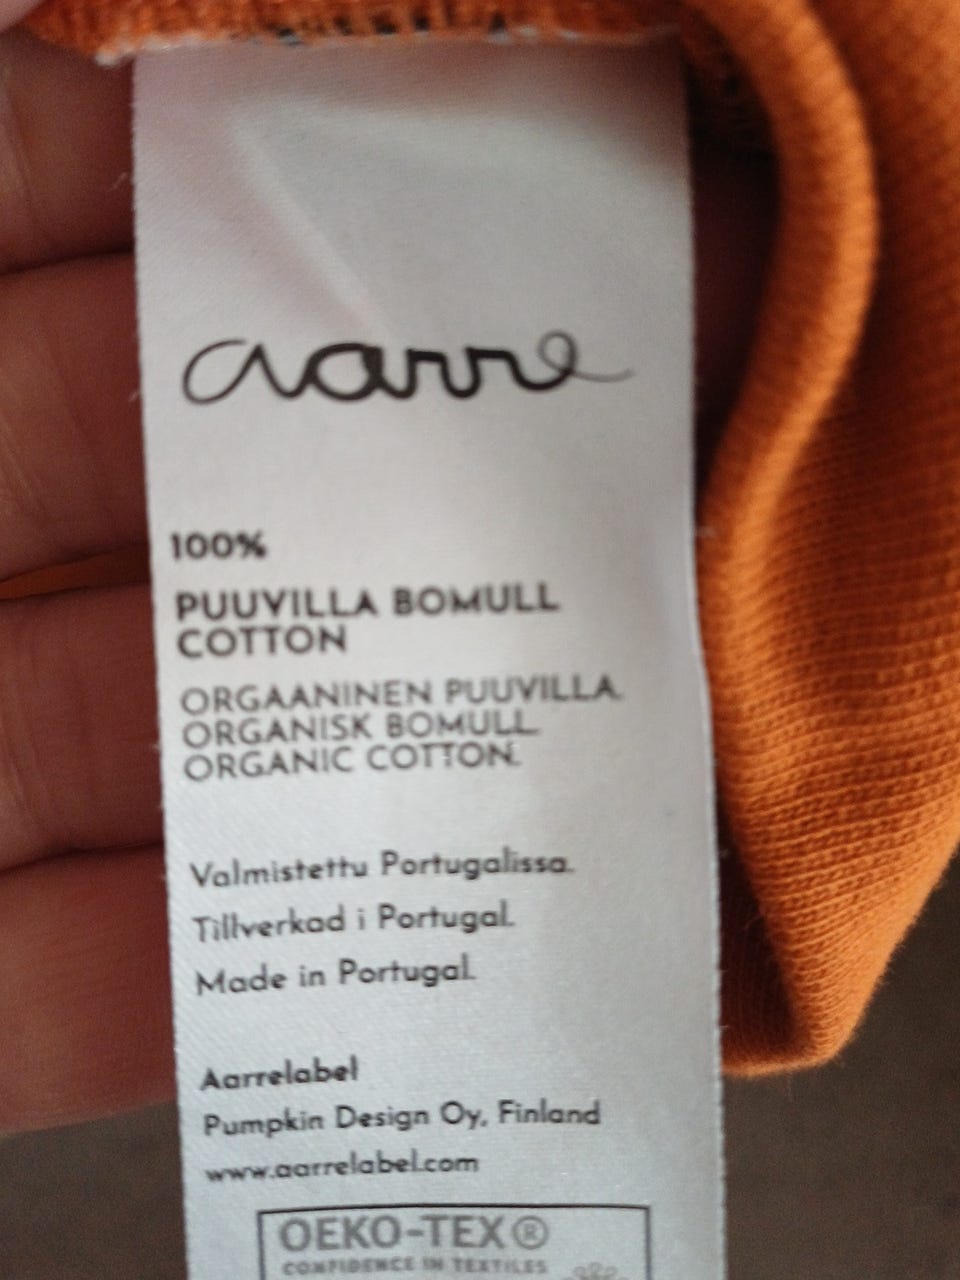 aarre
100%
PUUVILLA BOMULL
COTTON
ORGAANINEN PUUVILLA.
ORGANISK BOMULL.
ORGANIC COTTON.
Valmistettu Portugalissa.
Tillverkad i Portugal.
Made in Portugal.
Aarrelabel
Pumpkin Design Oy, Finland
www.aarrelabel.com
OEKO-TEX®
CONFIDENCE IN TEXTILES